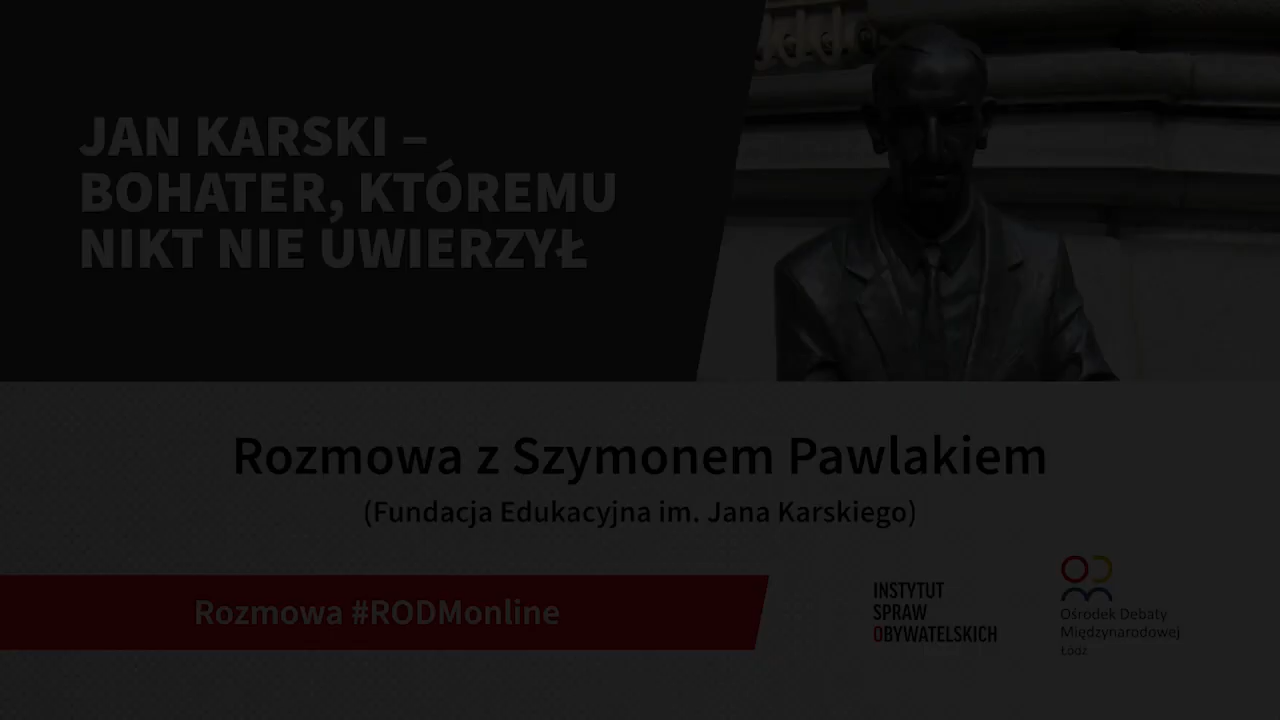 JAN KARSKI –
BOHATER, KTÓREMU
NIKT NIE UWIERZYŁ
Rozmowa z Szymonem Pawlakiem
(Fundacja Edukacyjna im. Jana Karskiego)
Rozmowa #RODMonline
INSTYTUT
SPRAW
OBYWATELSKICH
Ośrodek Debaty
Międzynarodowej
Łódź